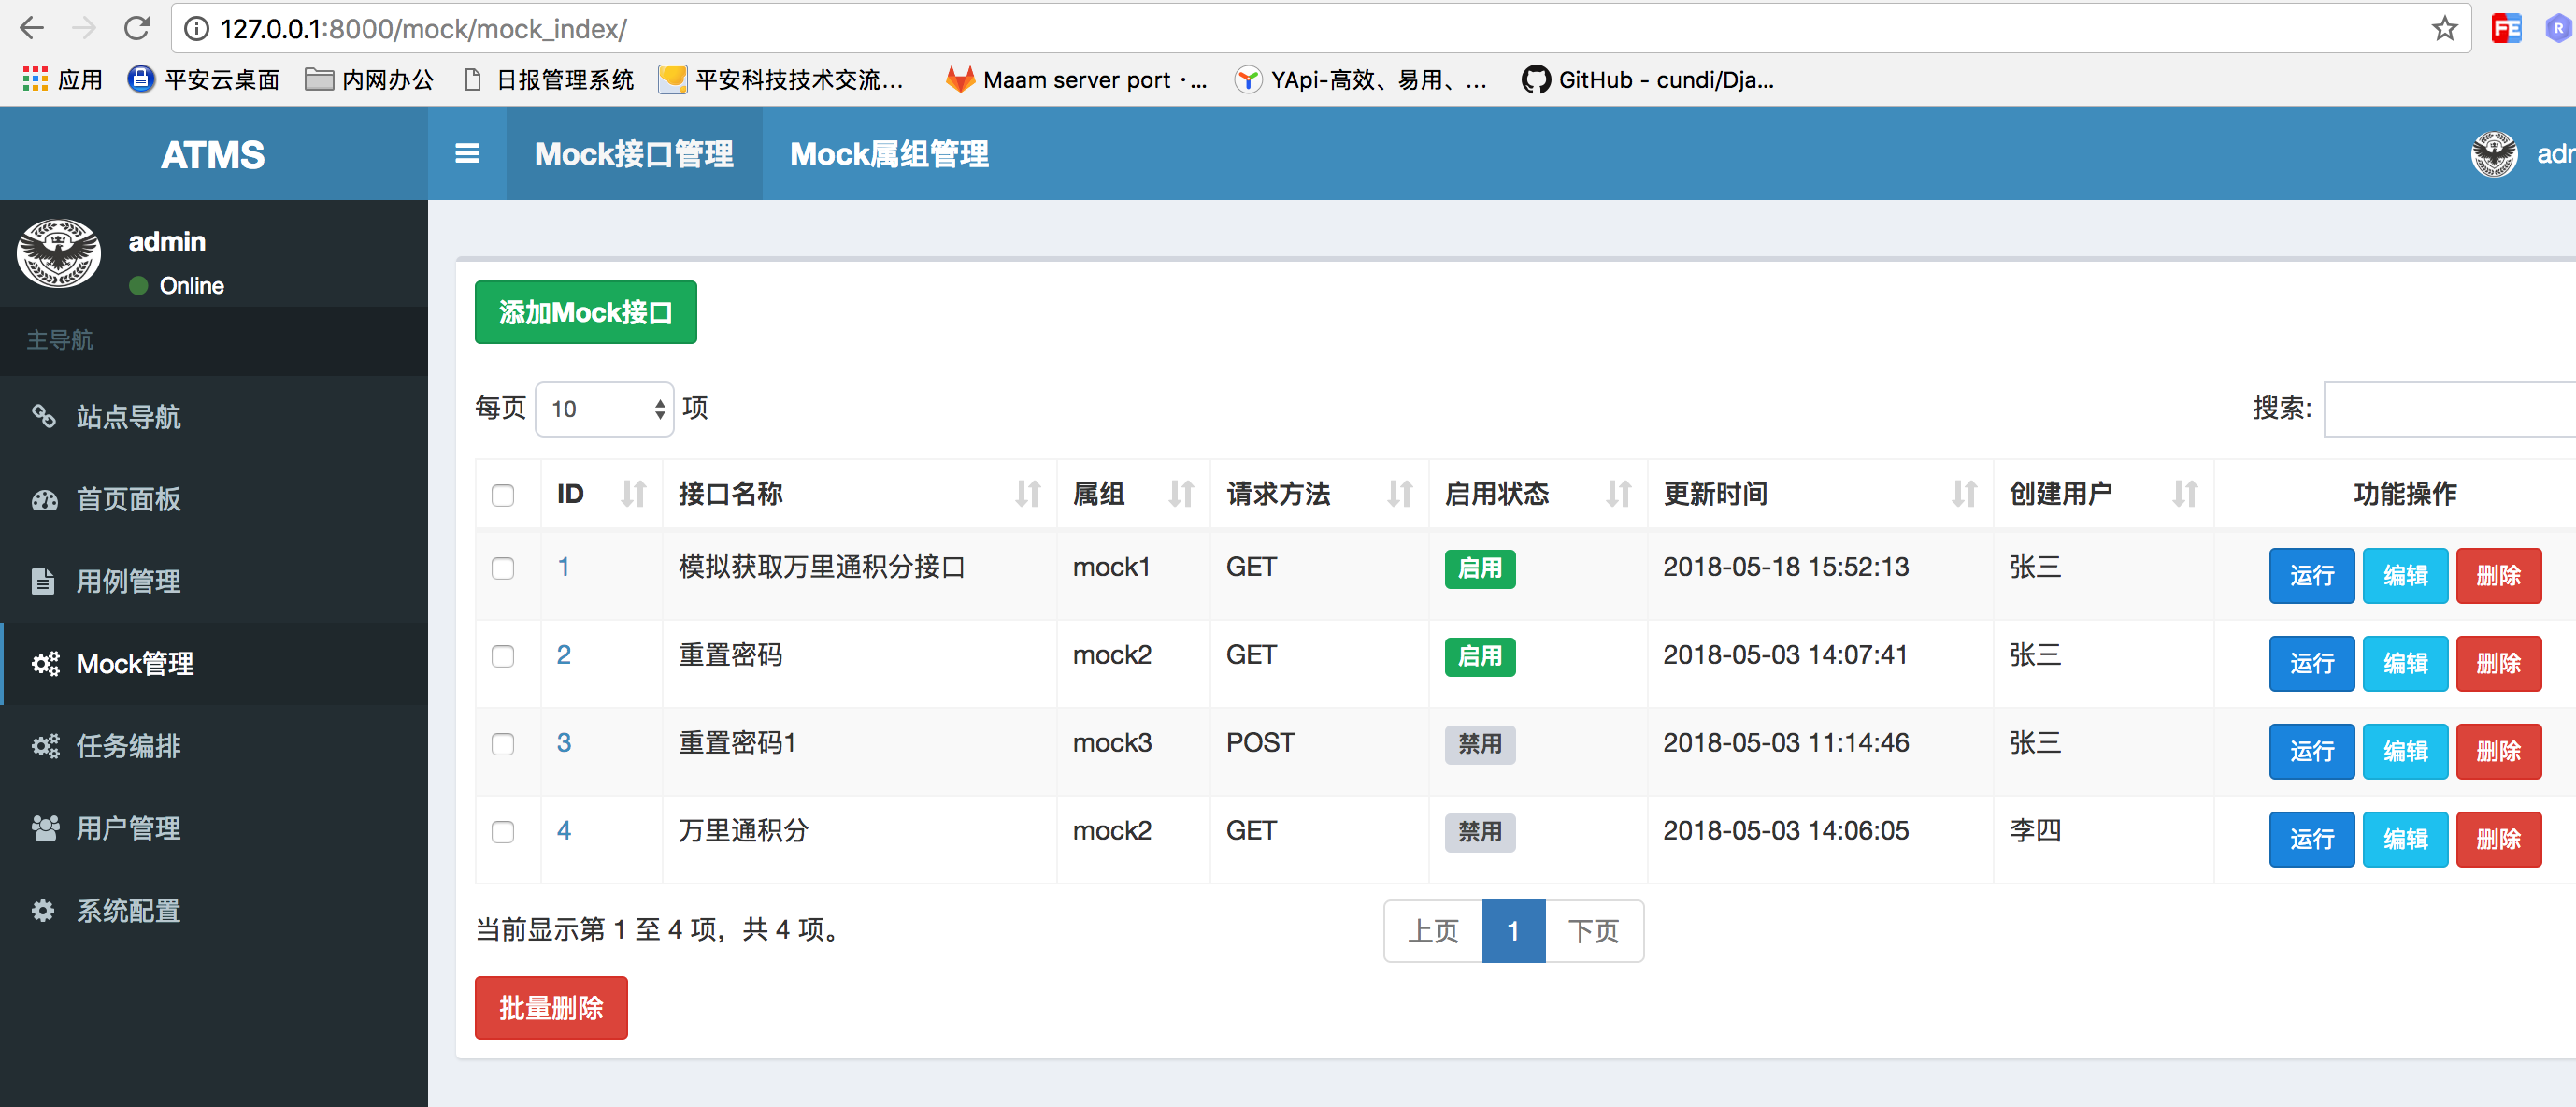 127.0.0.1:8000/mock/mock_index/
应用 平安云桌面 内网办公 日报管理系统 平安科技技术交流... Maam server port ·... YApi-高效、易用、... GitHub - cundi/Dja...
ATMS Mock接口管理 Mock属组管理
admin
Online
主导航
站点导航
首页面板
用例管理
Mock管理
任务编排
用户管理
系统配置
添加Mock接口
每页 10 项 搜索:
ID 接口名称 属组 请求方法 启用状态 更新时间 创建用户 功能操作
1 模拟获取万里通积分接口 mock1 GET 启用 2018-05-18 15:52:13 张三 运行 编辑 删除
2 重置密码 mock2 GET 启用 2018-05-03 14:07:41 张三 运行 编辑 删除
3 重置密码1 mock3 POST 禁用 2018-05-03 11:14:46 张三 运行 编辑 删除
4 万里通积分 mock2 GET 禁用 2018-05-03 14:06:05 李四 运行 编辑 删除
当前显示第 1 至 4 项，共 4 项。 上页 1 下页
批量删除